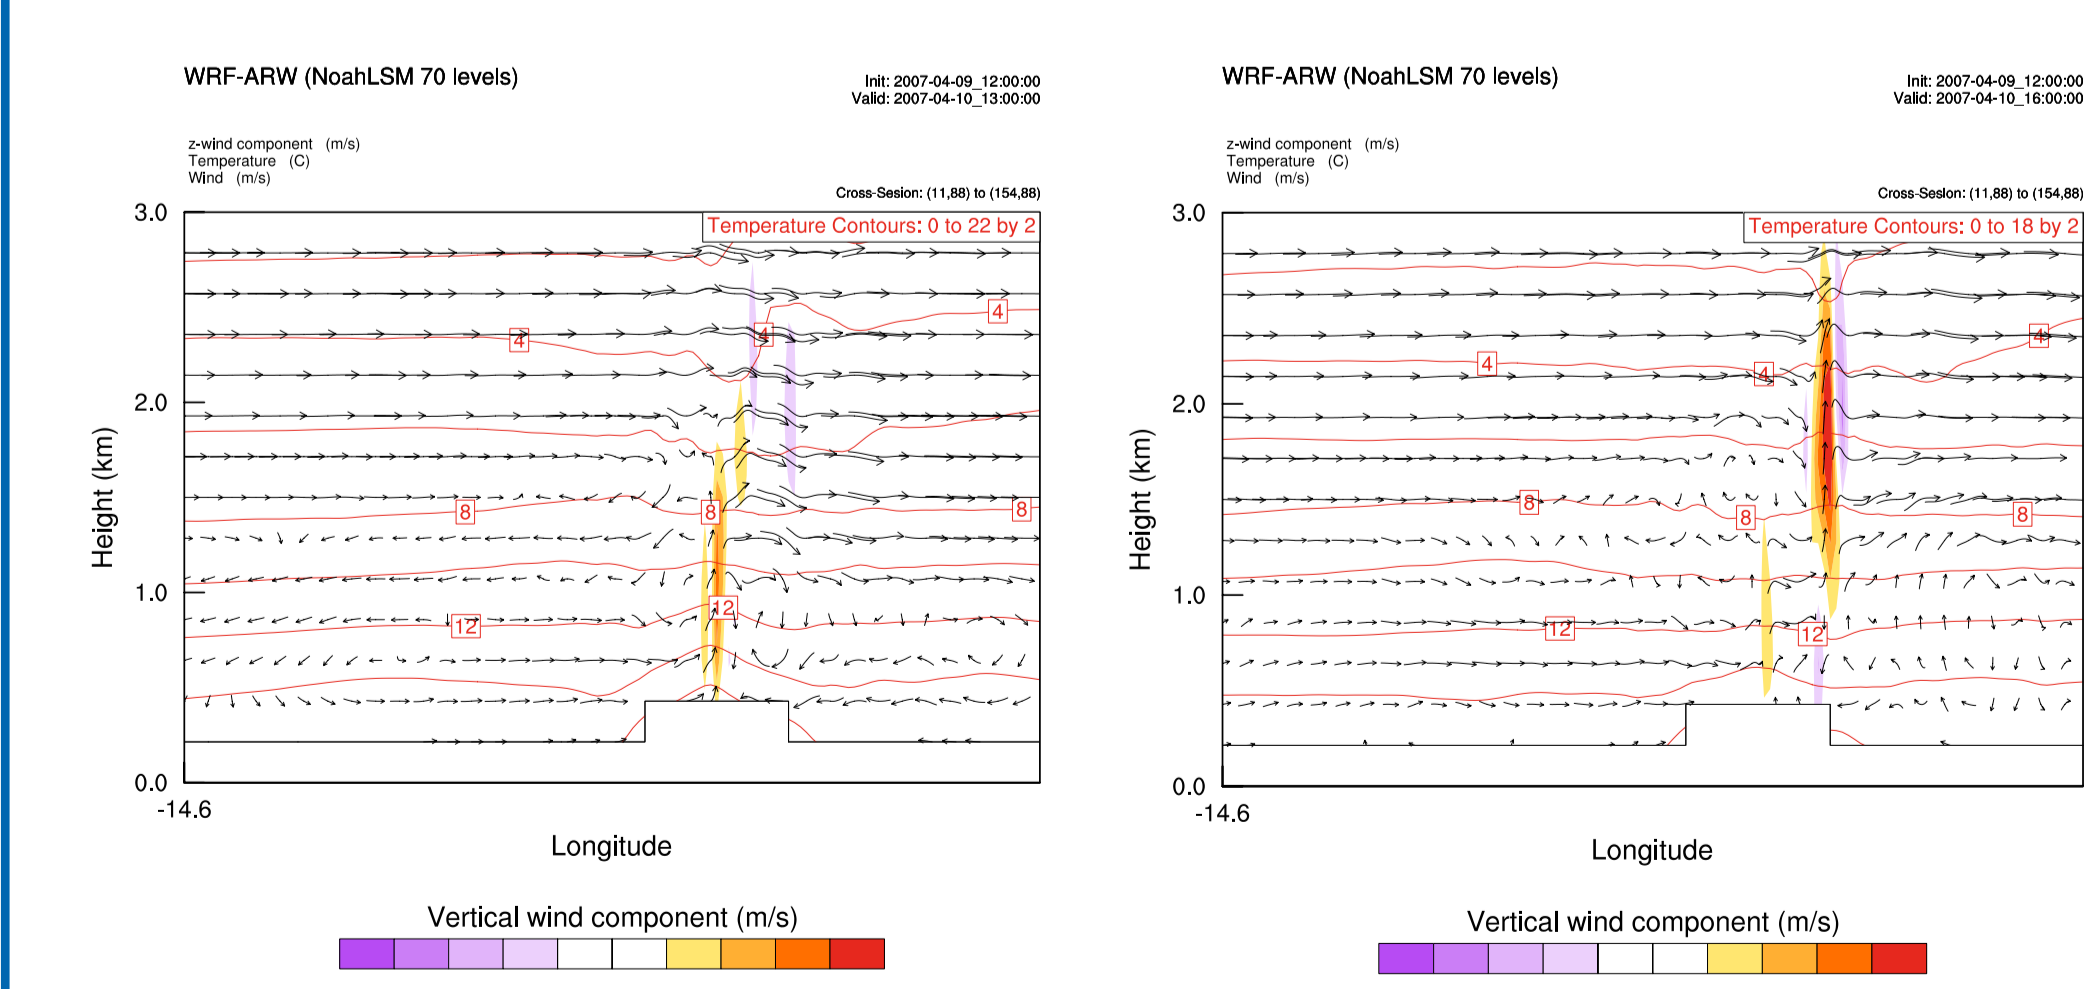 WRF-ARW (NoahLSM 70 levels)
Init: 2007-04-09_12:00:00
Valid: 2007-04-10_13:00:00
z-wind component (m/s)
Temperature (C)
Wind (m/s)
Cross-Sesion: (11,88) to (154,88)
Temperature Contours: 0 to 22 by 2
3.0
2.0
1.0
0.0
Height (km)
4
4
4
8
8
8
12
12
-14.6
Longitude
Vertical wind component (m/s)
WRF-ARW (NoahLSM 70 levels)
Init: 2007-04-09_12:00:00
Valid: 2007-04-10_16:00:00
z-wind component (m/s)
Temperature (C)
Wind (m/s)
Cross-Sesion: (11,88) to (154,88)
Temperature Contours: 0 to 18 by 2
3.0
2.0
1.0
0.0
Height (km)
4
4
4
8
8
8
12
12
-14.6
Longitude
Vertical wind component (m/s)